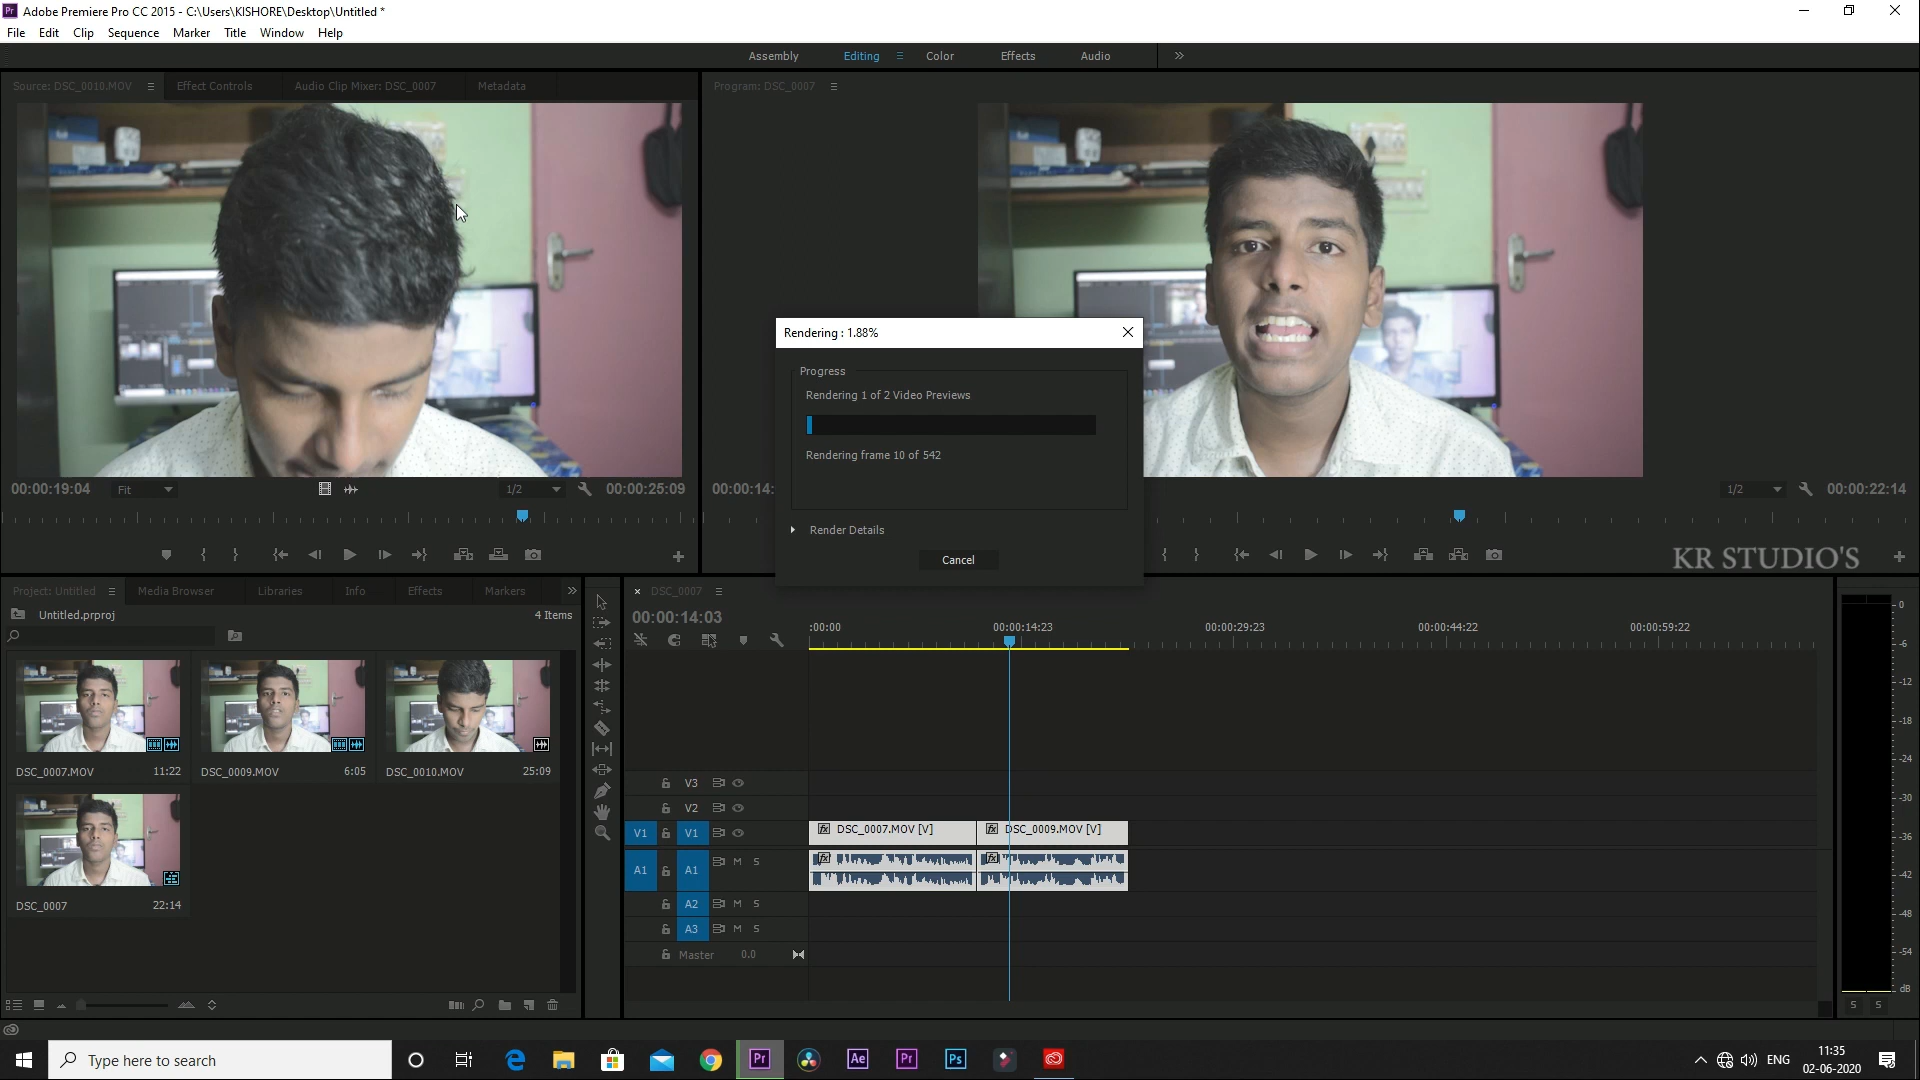 Adobe Premiere Pro CC 2015 - C:\Users\KISHORE\Desktop\Untitled *
File Edit Clip Sequence Marker Title Window Help
Assembly Editing Color Effects Audio
Source: DSC_0010.MOV Effect Controls Audio Clip Mixer: DSC_0007 Metadata
Program: DSC_0007
Rendering : 1.88%
Progress
Rendering 1 of 2 Video Previews
Rendering frame 10 of 542
Render Details
Cancel
00:00:19:04 Fit 1/2 00:00:25:09
00:00:14: 1/2 00:00:22:14
KR STUDIO'S
Project: Untitled Media Browser Libraries Info Effects Markers
Untitled.prproj 4 Items
DSC_0007.MOV 11:22
DSC_0009.MOV 6:05
DSC_0010.MOV 25:09
DSC_0007 22:14
DSC_0007
00:00:14:03
:00:00 00:00:14:23 00:00:29:23 00:00:44:22 00:00:59:22
V3
V2
V1 V1 DSC_0007.MOV [V] DSC_0009.MOV [V]
A1 A1 M S
A2 M S
A3 M S
Master 0.0
0
-6
-12
-18
-24
-30
-36
-42
-48
-54
dB
S S
Type here to search
Pr Ae Pr Ps
ENG
11:35
02-06-2020